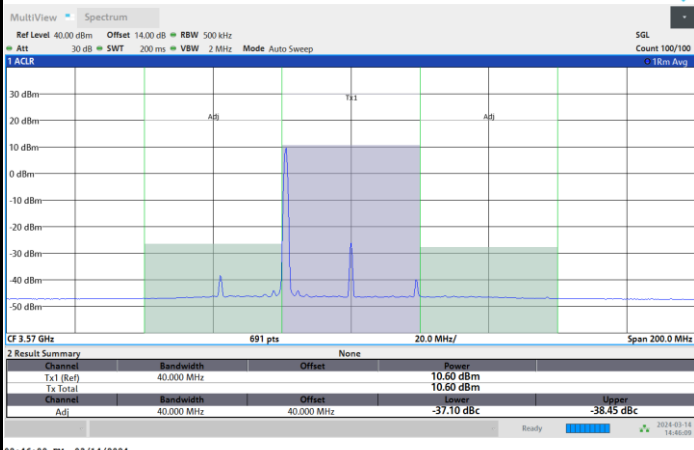 MultiView Spectrum
Ref Level 40.00 dBm Offset 14.00 dB RBW 500 kHz SGL
Att 30 dB SWT 200 ms VBW 2 MHz Mode Auto Sweep Count 100/100
1 ACLR 1Rm Avg
30 dBm
Tx1
20 dBm Adj Adj
10 dBm
0 dBm
-10 dBm
-20 dBm
-30 dBm
-40 dBm
-50 dBm
CF 3.57 GHz 691 pts 20.0 MHz/ Span 200.0 MHz
2 Result Summary None
Channel Bandwidth Offset Power
Tx1 (Ref) 40.000 MHz 10.60 dBm
Tx Total 10.60 dBm
Channel Bandwidth Offset Lower Upper
Adj 40.000 MHz 40.000 MHz -37.10 dBc -38.45 dBc
Ready 2024-03-14
14:46:09